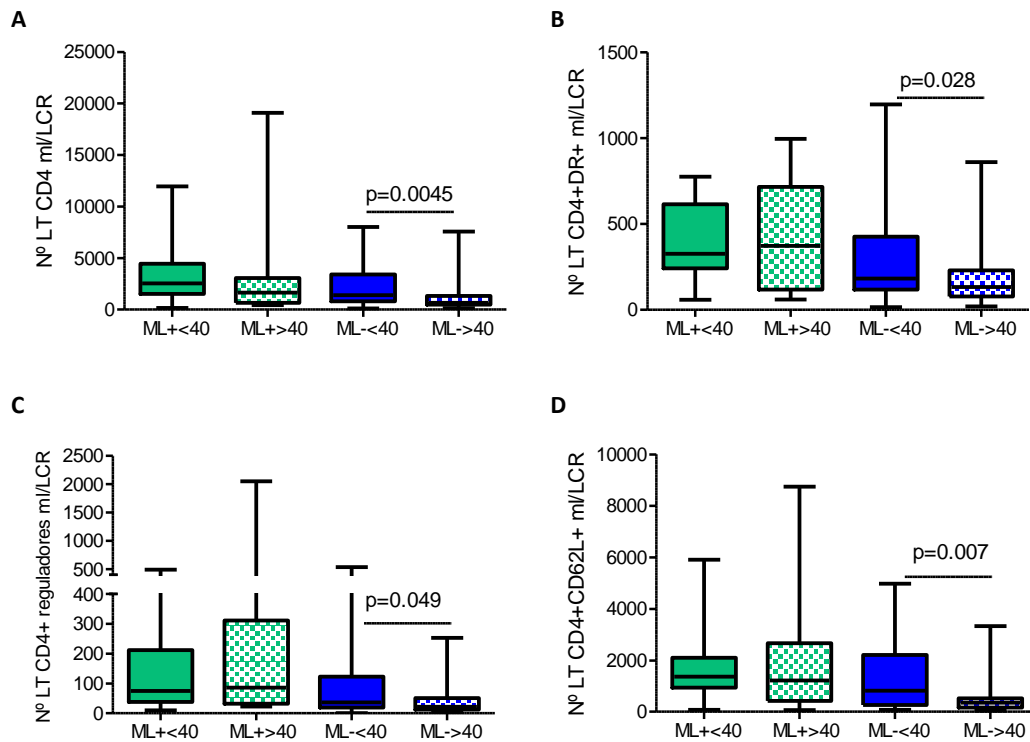 A
Nº LT CD4 ml/LCR
25000
20000
15000
10000
5000
0
p=0.0045
ML+<40
ML+>40
ML-<40
ML->40
B
Nº LT CD4+DR+ ml/LCR
1500
1000
500
0
p=0.028
ML+<40
ML+>40
ML-<40
ML->40
C
Nº LT CD4+ reguladores ml/LCR
2500
2000
1500
1000
500
400
300
200
100
0
p=0.049
ML+<40
ML+>40
ML-<40
ML->40
D
Nº LT CD4+CD62L+ ml/LCR
10000
8000
6000
4000
2000
0
p=0.007
ML+<40
ML+>40
ML-<40
ML->40